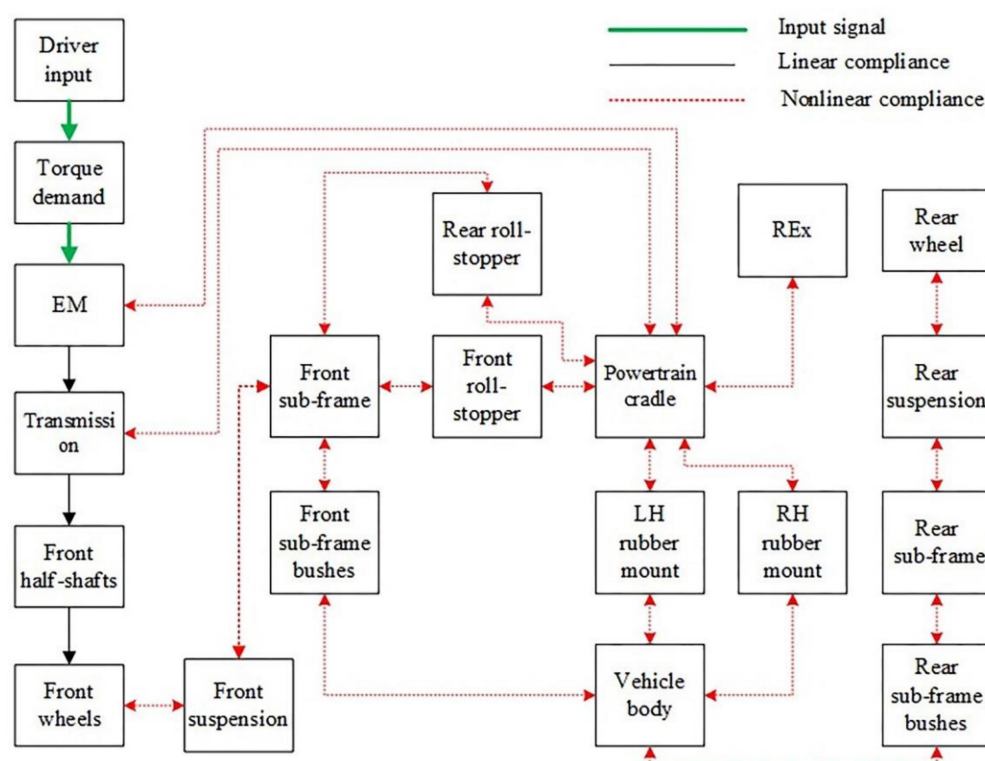 Driver
input
Input signal
Linear compliance
Nonlinear compliance
Torque
demand
EM
Rear roll-
stopper
REx
Rear
wheel
Transmissi
on
Front
sub-frame
Front
roll-
stopper
Powertrain
cradle
Rear
suspension
Front
half-shafts
Front
sub-frame
bushes
LH
rubber
mount
RH
rubber
mount
Rear
sub-frame
Front
wheels
Front
suspension
Vehicle
body
Rear
sub-frame
bushes